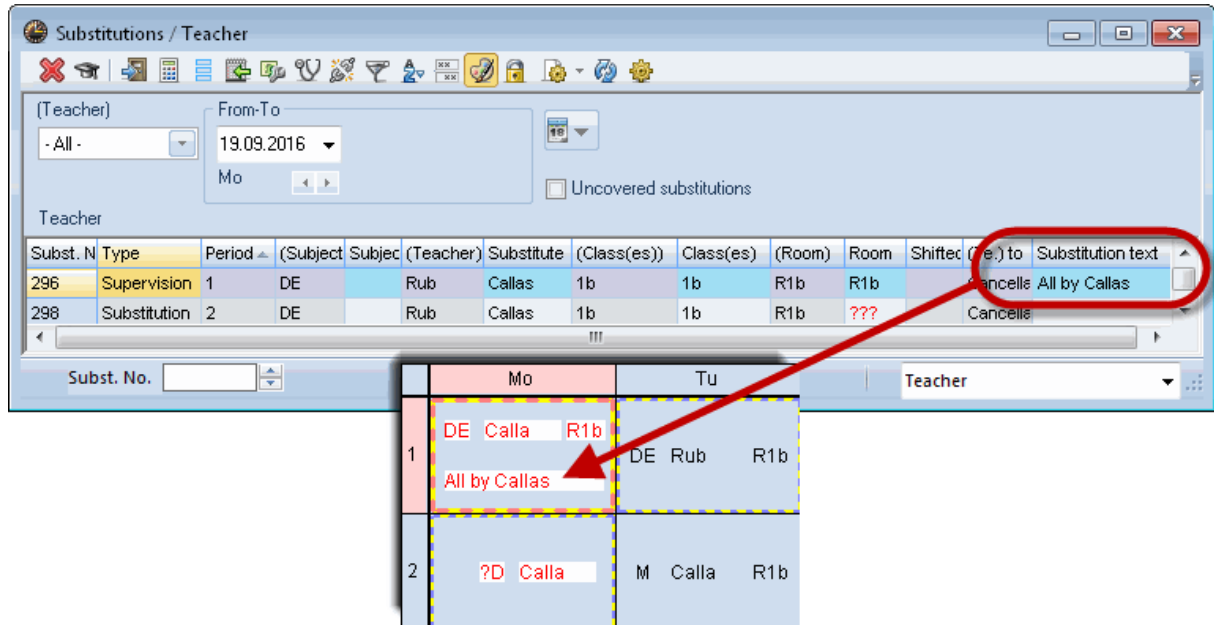 Substitutions / Teacher
(Teacher) From-To
- All - 19.09.2016 18
Mo Uncovered substitutions
Teacher
Subst. N Type Period (Subject Subjec (Teacher) Substitute (Class(es)) Class(es) (Room) Room Shiftec (Te.) to Substitution text
296 Supervision 1 DE Rub Callas 1b 1b R1b R1b Cancella All by Callas
298 Substitution 2 DE Rub Callas 1b 1b R1b ??? Cancella
Subst. No. Teacher
Mo Tu
DE Calla R1b
1 DE Rub R1b
All by Callas
2 ?D Calla M Calla R1b